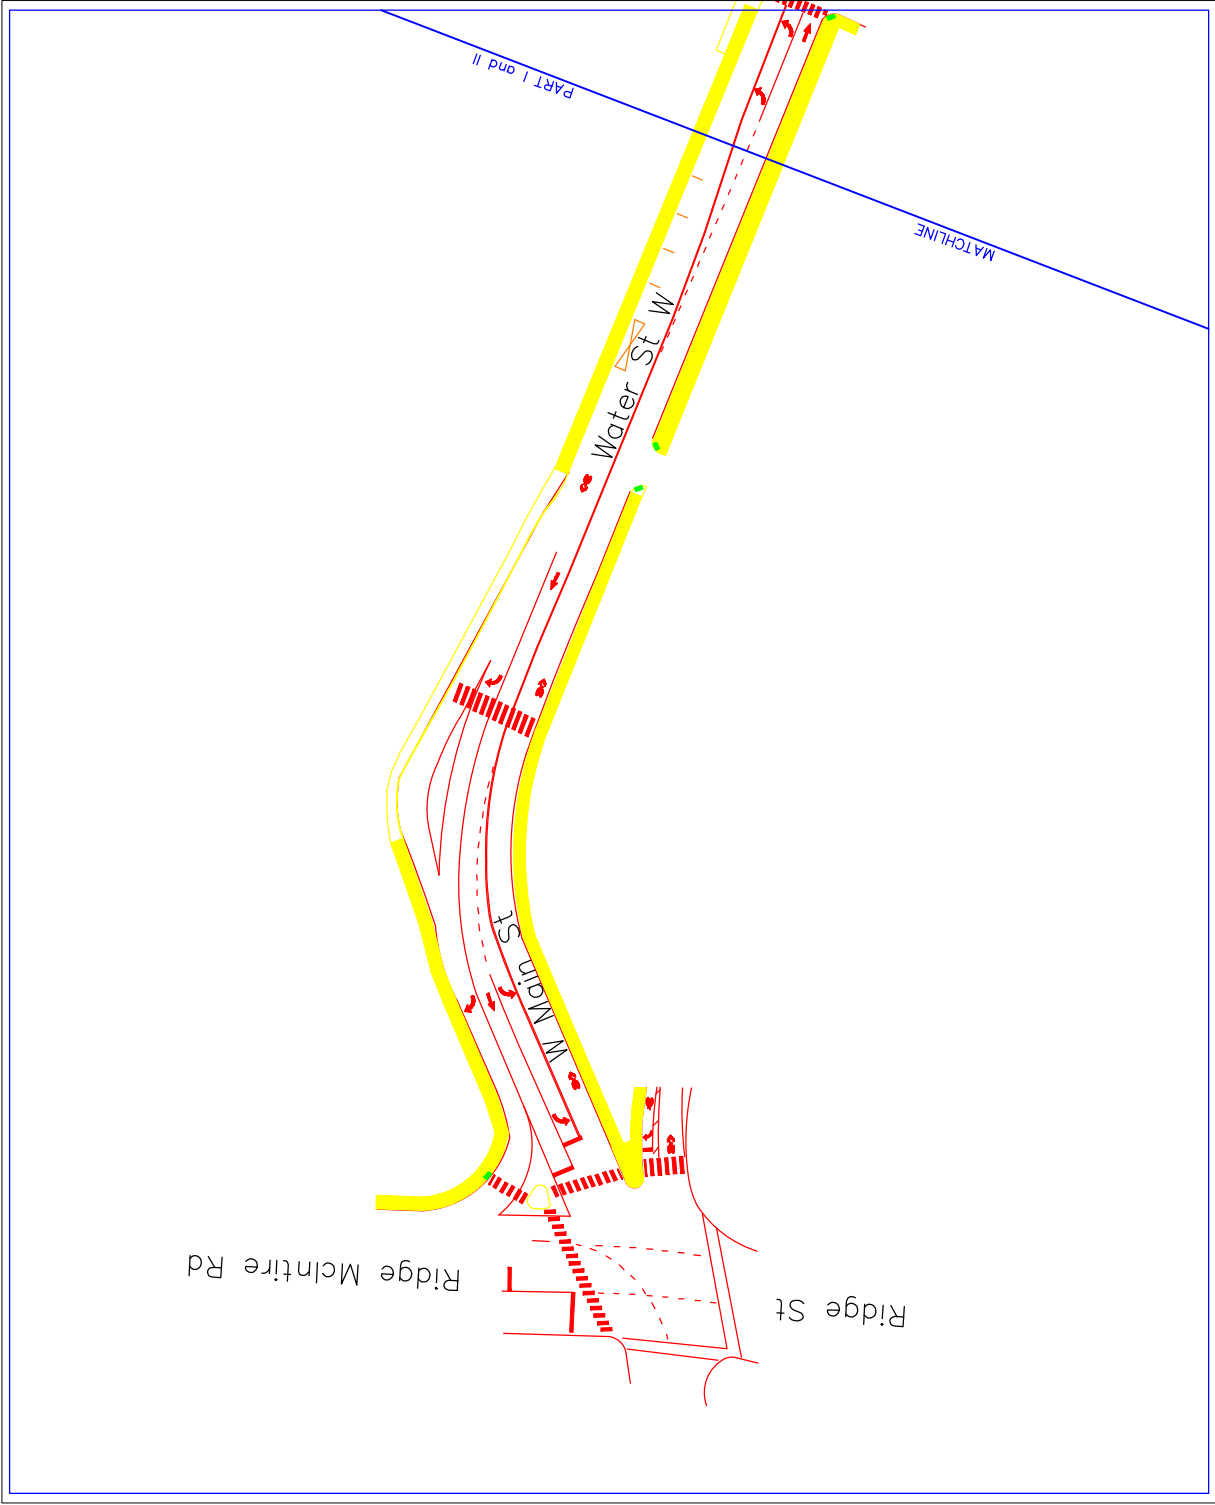 PART I and II
MATCHLINE
Water St W
W Main St
Ridge McIntire Rd
Ridge St